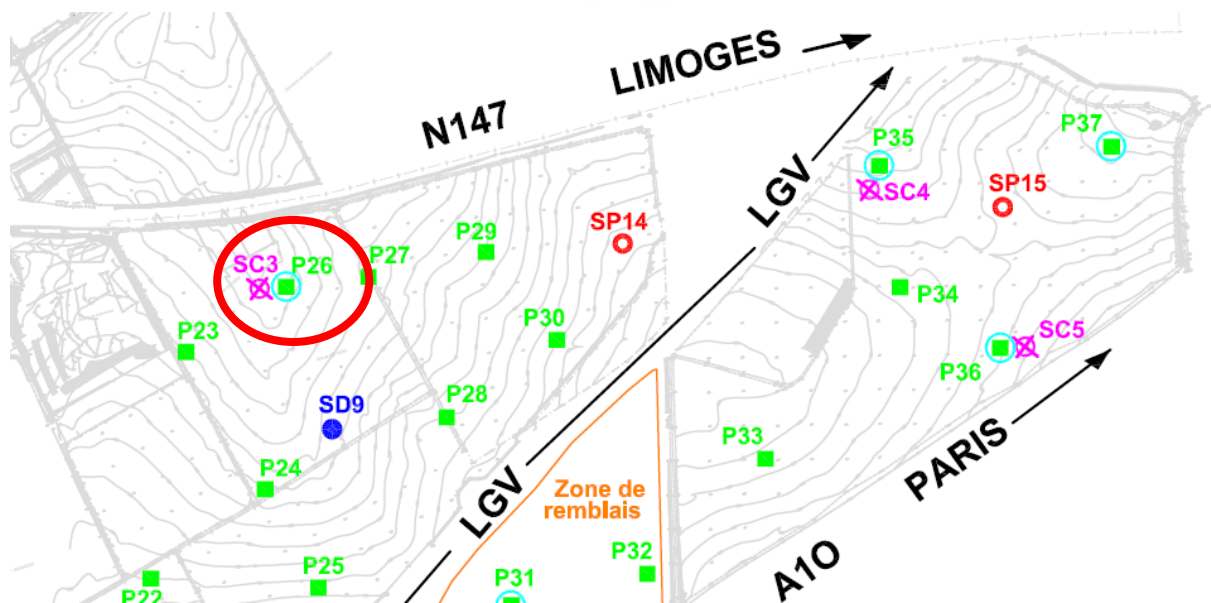 LIMOGES
N147
P37
P35
LGV
SC4
SP15
SP14
P29
SC3
P26
P27
P34
P30
P23
SC5
P36
P28
SD9
P33
PARIS
P24
Zone de
remblais
LGV
P32
A1O
P25
P31
P22